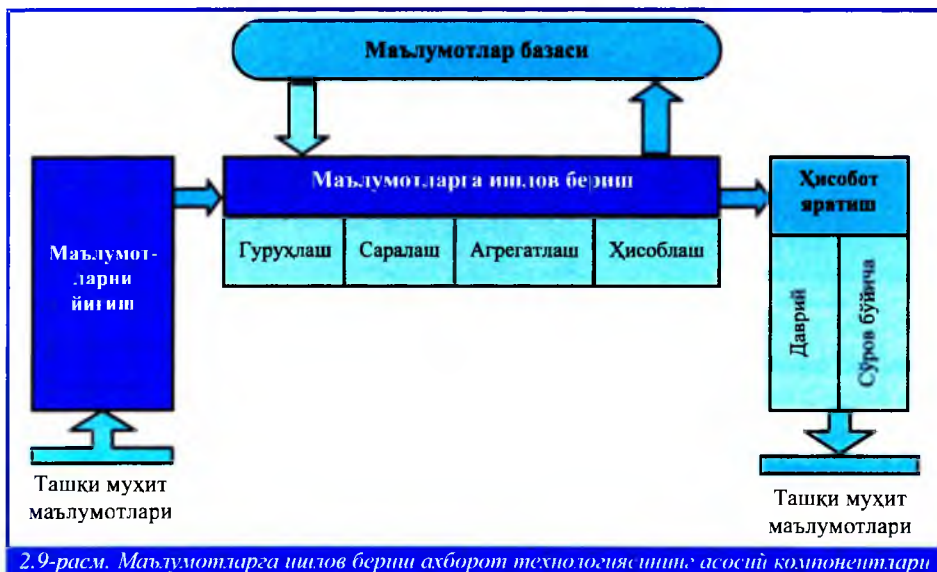 Маълумотлар базаси
Маълумотларга ишлов бериш
Ҳисобот
яратиш
Маълумот-
ларни
йиғиш
Гуруҳлаш
Саралаш
Агрегатлаш
Ҳисоблаш
Даврий
Сўров бўйича
Ташқи муҳит
маълумотлари
Ташқи муҳит
маълумотлари
2.9-расм. Маълумотларга ишлов бериш ахборот технологиясининг асосий компонентлари